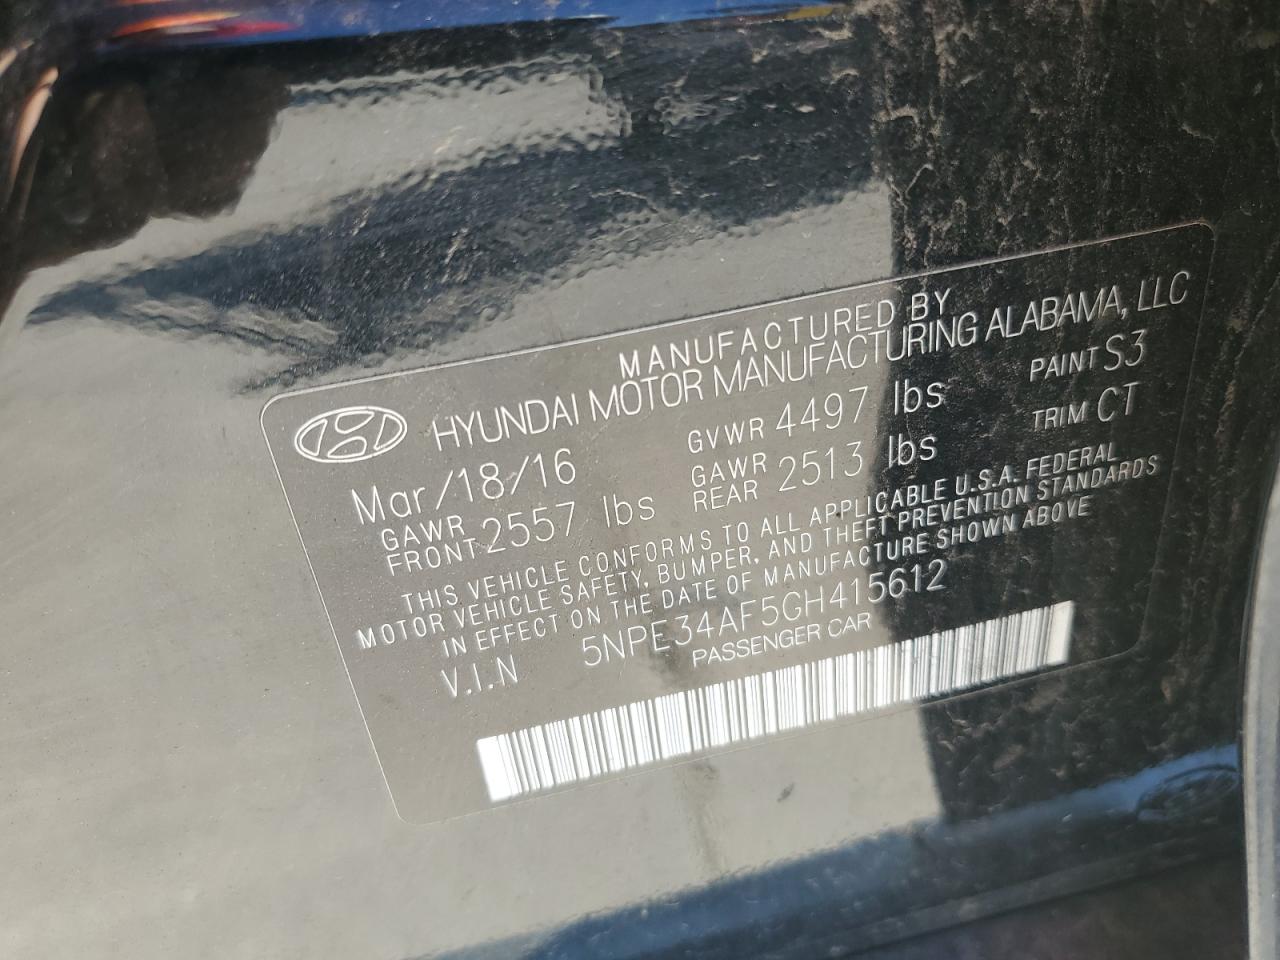 MANUFACTURED BY
HYUNDAI MOTOR MANUFACTURING ALABAMA, LLC
Mar/18/16 GVWR 4497 lbs PAINT S3
GAWR FRONT 2557 lbs GAWR REAR 2513 lbs TRIM CT
THIS VEHICLE CONFORMS TO ALL APPLICABLE U.S.A. FEDERAL
MOTOR VEHICLE SAFETY, BUMPER, AND THEFT PREVENTION STANDARDS
IN EFFECT ON THE DATE OF MANUFACTURE SHOWN ABOVE
V.I.N 5NPE34AF5GH415612
PASSENGER CAR